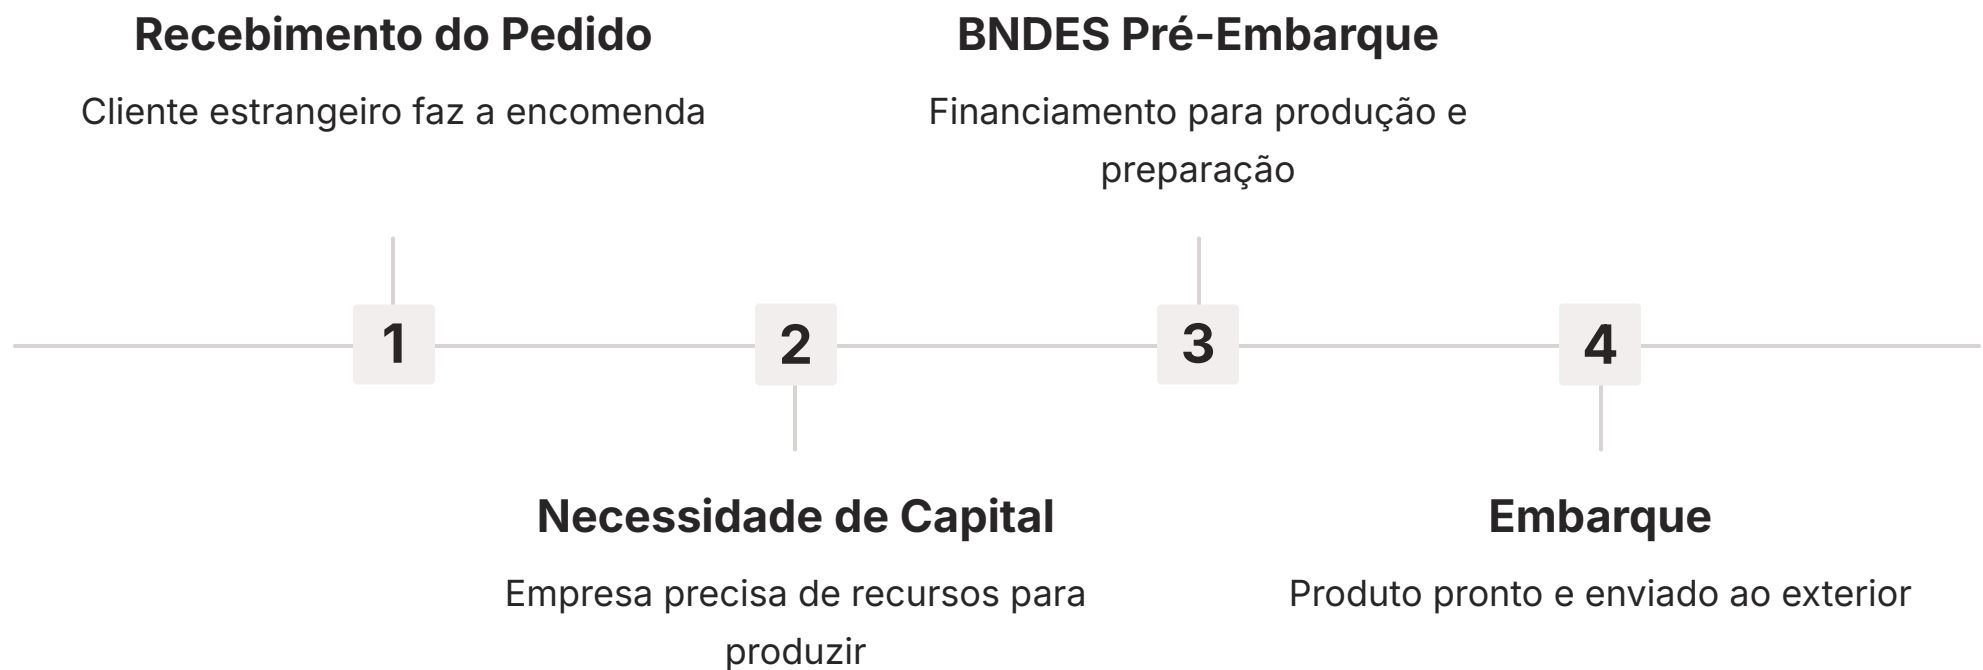 Recebimento do Pedido
Cliente estrangeiro faz a encomenda
BNDES Pré-Embarque
Financiamento para produção e
preparação
1
2
3
4
Necessidade de Capital
Empresa precisa de recursos para
produzir
Embarque
Produto pronto e enviado ao exterior